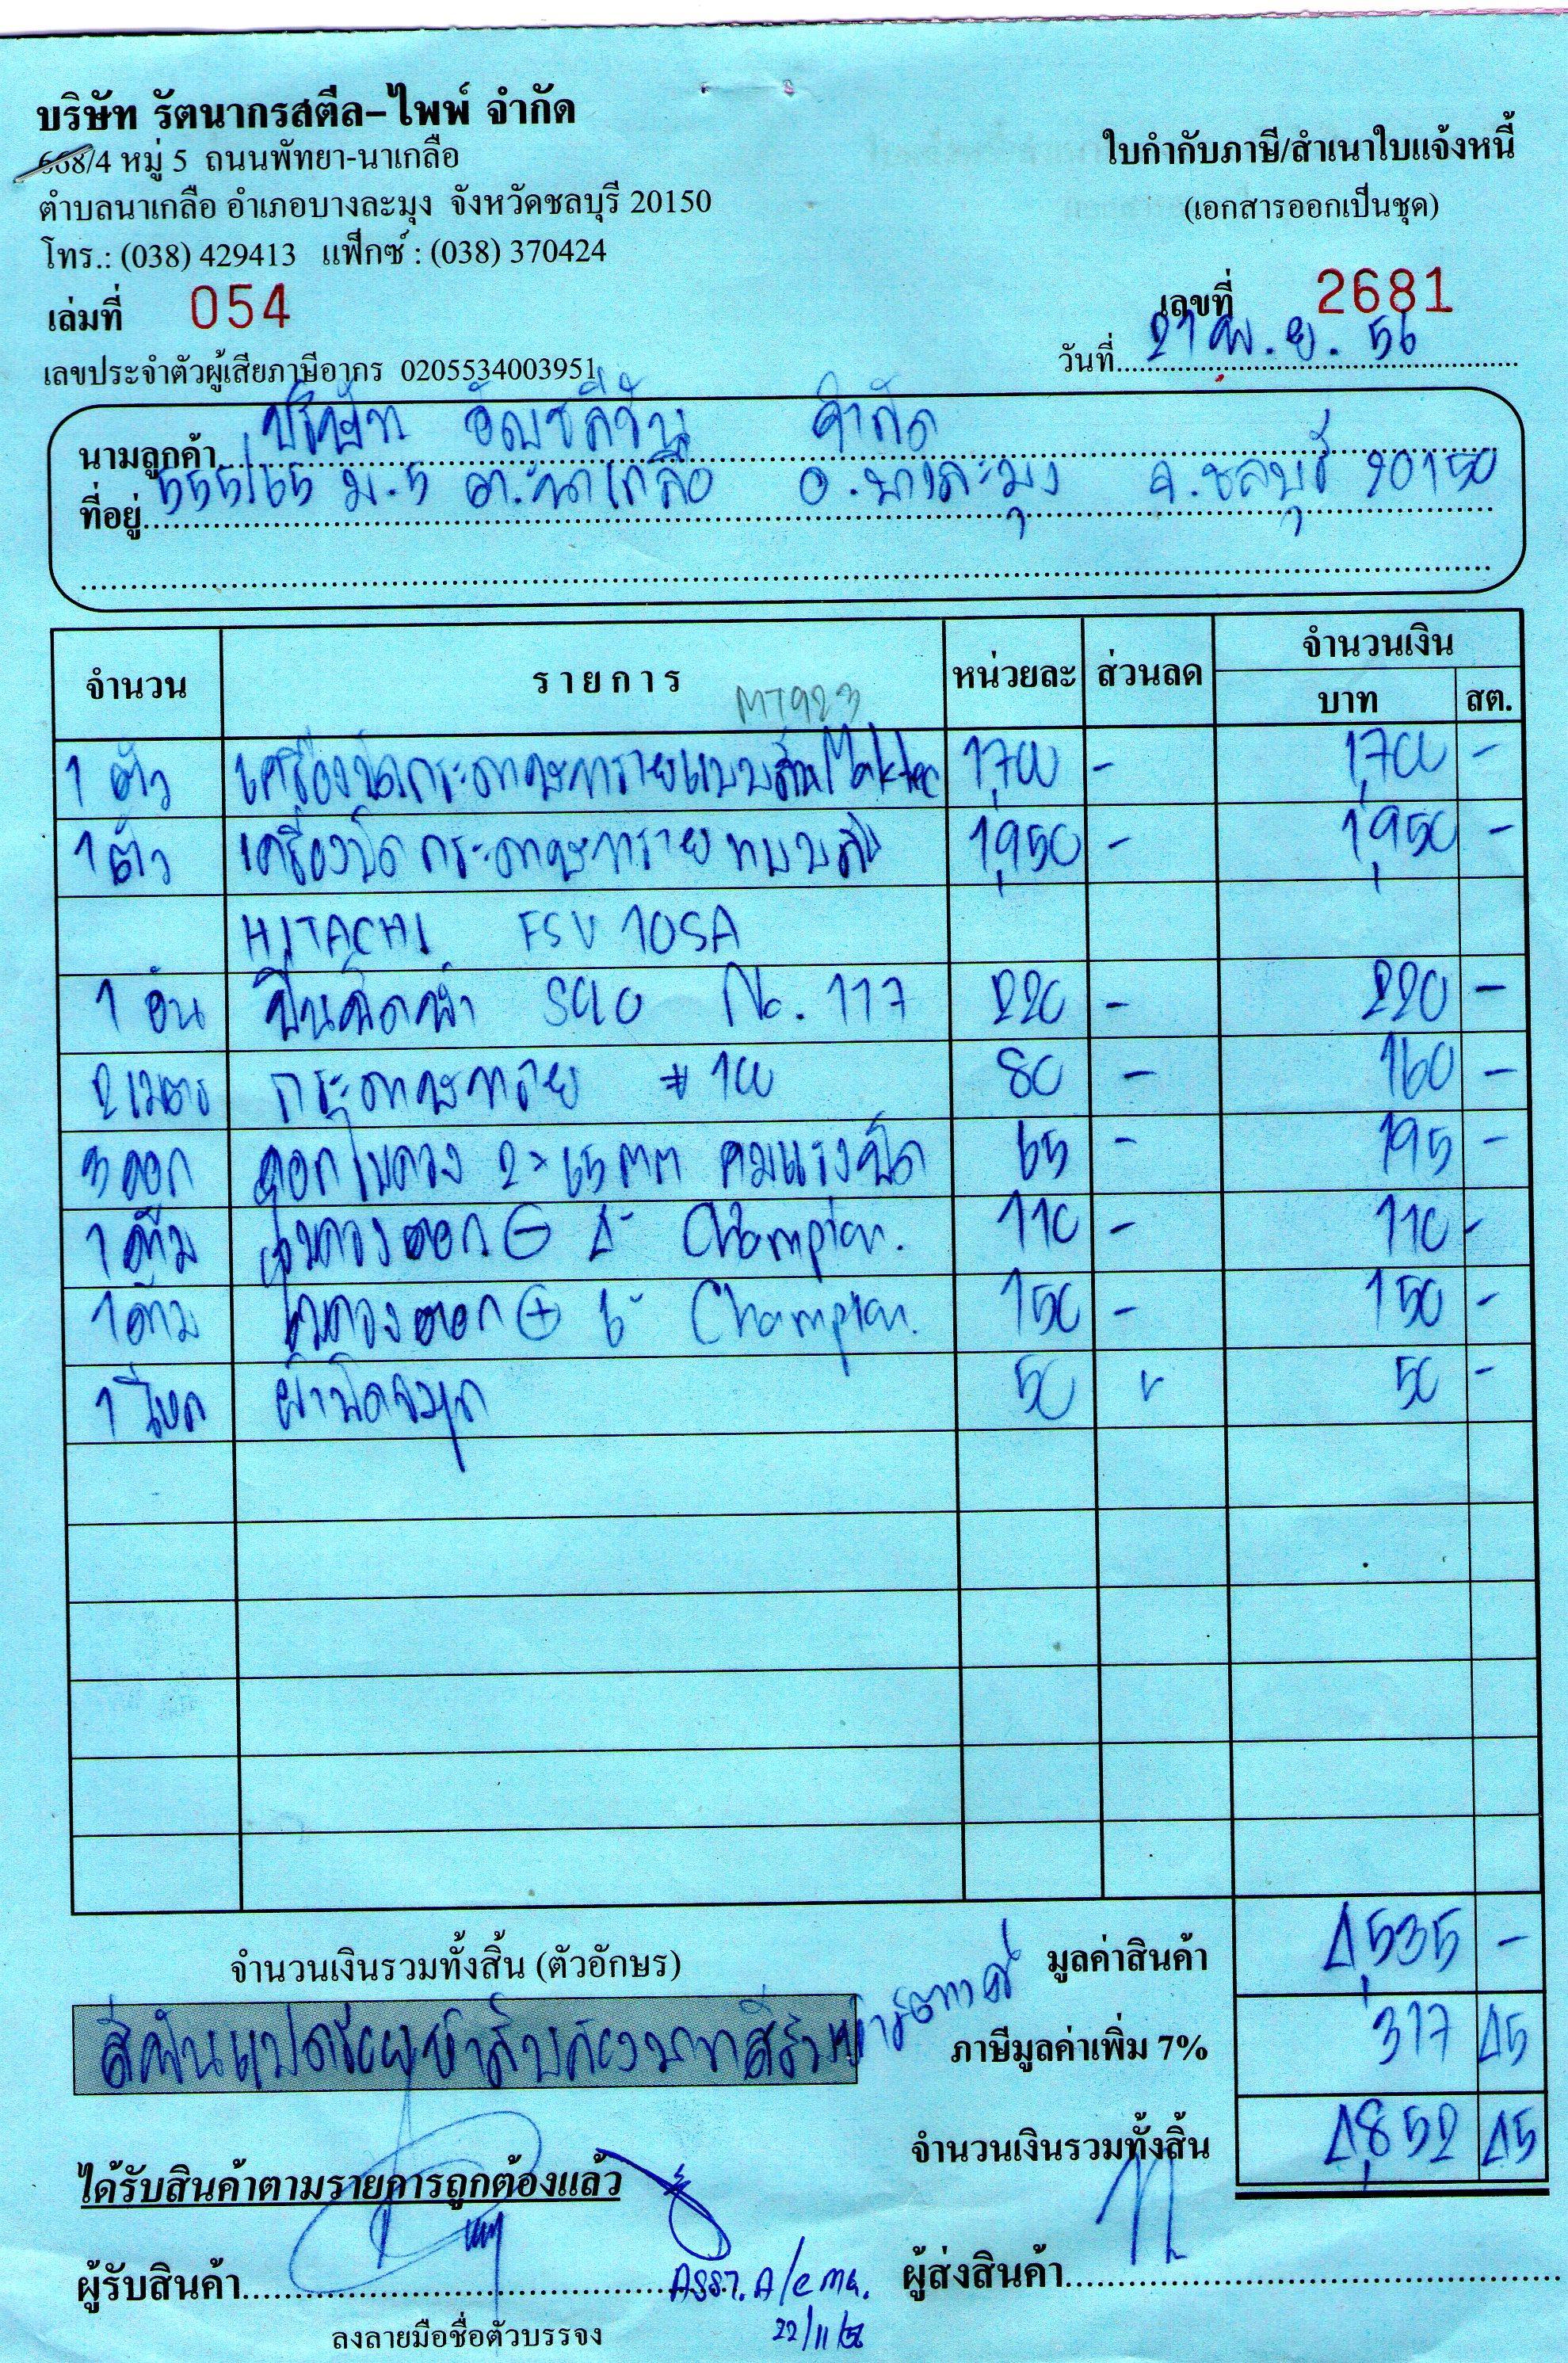 บริษัท รัตนากรสตีล-ไพพ์ จำกัด
668/4 หมู่ 5 ถนนพัทยา-นาเกลือ
ตำบลนาเกลือ อำเภอบางละมุง จังหวัดชลบุรี 20150
โทร.: (038) 429413 แฟ็กซ์ : (038) 370424
ใบกำกับภาษี/สำเนาใบแจ้งหนี้
(เอกสารออกเป็นชุด)
เล่มที่ 054
เลขที่ 2681
เลขประจำตัวผู้เสียภาษีอากร 0205534003951
วันที่ 21 พ.ย. 56
นามลูกค้า บริษัท จำกัด
ที่อยู่ 555/65 ม.5 ต.นาเกลือ อ.บางละมุง จ.ชลบุรี 20150
จำนวน รายการ หน่วยละ ส่วนลด จำนวนเงิน
บาท สต.
MT923
1 ตัว เครื่องขัดกระดาษทรายแบบสั่น Maktec 1,700 - 1,700 -
1 ตัว เครื่องขัดกระดาษทราย แบบสั่น 1,950 - 1,950 -
HITACHI FSV 10SA
1 อัน No. 117 220 - 220 -
2 เมตร กระดาษทราย # 100 80 - 160 -
3 ดอก ดอกไขควง 2 x 65 mm 65 - 195 -
1 ด้าม ไขควงตอก ⊖ 4" Champion. 110 - 110 -
1 ด้าม ไขควงตอก ⊕ 6" Champion. 150 - 150 -
1 โหล ผ้าปิดจมูก 50 - 50 -
จำนวนเงินรวมทั้งสิ้น (ตัวอักษร)
มูลค่าสินค้า 4,535 -
สี่พันแปดร้อยห้าสิบสองบาทสี่สิบห้าสตางค์
ภาษีมูลค่าเพิ่ม 7% 317 45
จำนวนเงินรวมทั้งสิ้น 4,852 45
ได้รับสินค้าตามรายการถูกต้องแล้ว
ผู้รับสินค้า
ผู้ส่งสินค้า
ลงลายมือชื่อตัวบรรจง
22/11/56